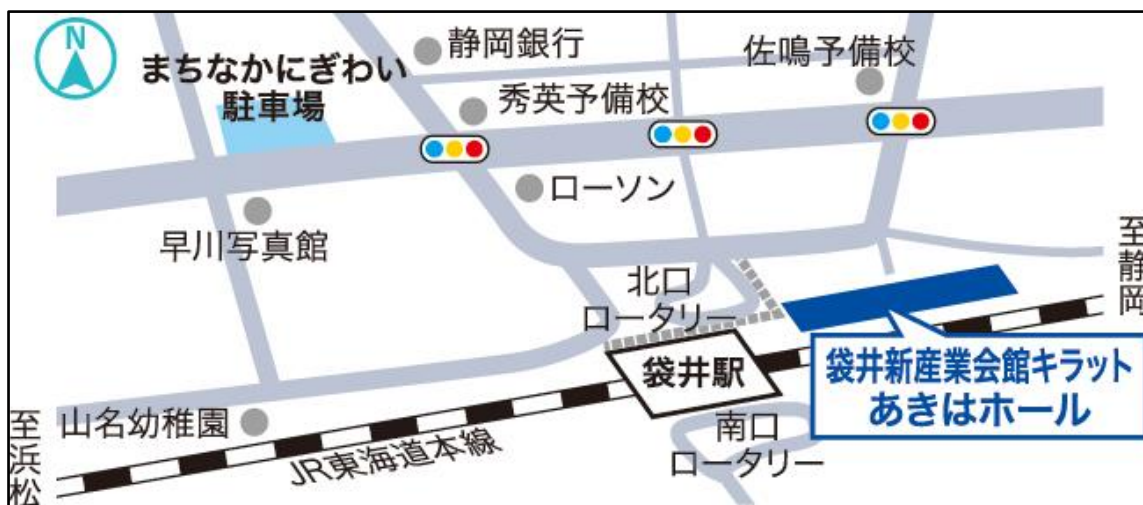 N
まちなかにぎわい
駐車場
静岡銀行
佐鳴予備校
秀英予備校
ローソン
早川写真館
至静岡
北口
ロータリー
袋井駅
袋井新産業会館キラット
あきはホール
山名幼稚園
至浜松
JR東海道本線
南口
ロータリー